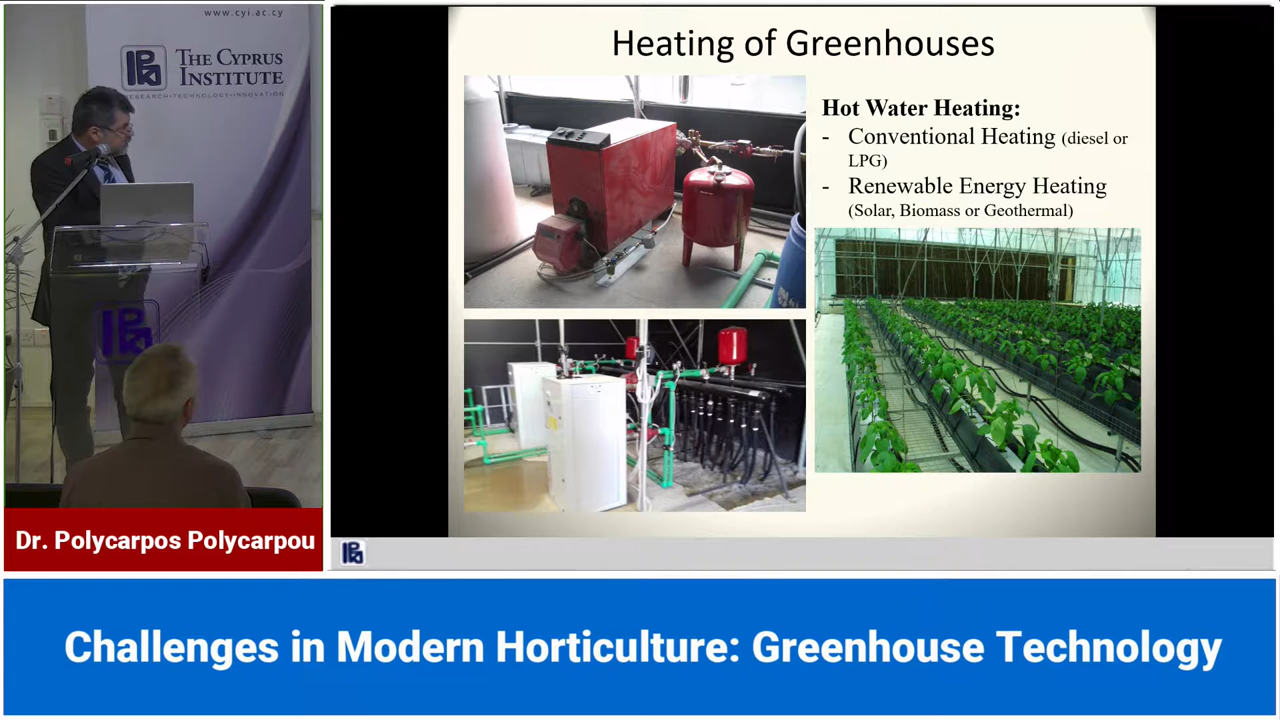 www.cyi.ac.cy
THE CYPRUS
INSTITUTE
RESEARCH•TECHNOLOGY•INNOVATION
Heating of Greenhouses
Hot Water Heating:
- Conventional Heating (diesel or
LPG)
- Renewable Energy Heating
(Solar, Biomass or Geothermal)
Dr. Polycarpos Polycarpou
Challenges in Modern Horticulture: Greenhouse Technology